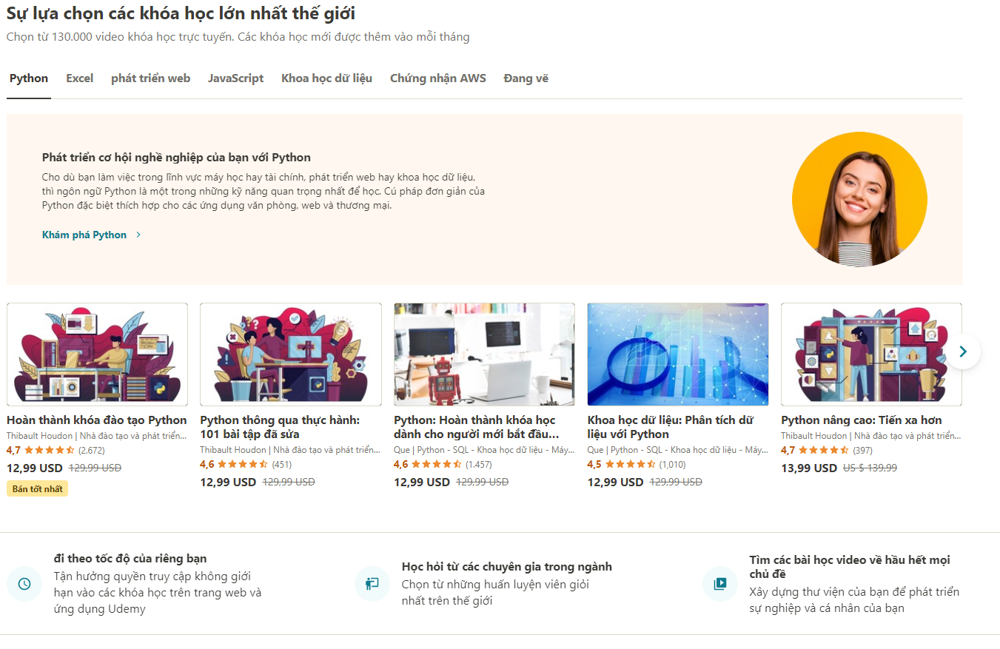 Sự lựa chọn các khóa học lớn nhất thế giới
Chọn từ 130.000 video khóa học trực tuyến. Các khóa học mới được thêm vào mỗi tháng
Python Excel phát triển web JavaScript Khoa học dữ liệu Chứng nhận AWS Đang vẽ
Phát triển cơ hội nghề nghiệp của bạn với Python
Cho dù bạn làm việc trong lĩnh vực máy học hay tài chính, phát triển web hay khoa học dữ liệu,
thì ngôn ngữ Python là một trong những kỹ năng quan trọng nhất để học. Cú pháp đơn giản của
Python đặc biệt thích hợp cho các ứng dụng văn phòng, web và thương mại.
Khám phá Python
Hoàn thành khóa đào tạo Python
Thibault Houdon | Nhà đào tạo và phát triển...
4,7 (2.672)
12,99 USD 129,99 USD
Bán tốt nhất
Python thông qua thực hành:
101 bài tập đã sửa
Thibault Houdon | Nhà đào tạo và phát triển...
4,6 (451)
12,99 USD 129,99 USD
Python: Hoàn thành khóa học
dành cho người mới bắt đầu...
Que | Python - SQL - Khoa học dữ liệu - Máy...
4,6 (1.457)
12,99 USD 129,99 USD
Khoa học dữ liệu: Phân tích dữ
liệu với Python
Que | Python - SQL - Khoa học dữ liệu - Máy...
4,5 (1,010)
12,99 USD 129,99 USD
Python nâng cao: Tiến xa hơn
Thibault Houdon | Nhà đào tạo và phát triển...
4,7 (397)
13,99 USD US $ 139,99
đi theo tốc độ của riêng bạn
Tận hưởng quyền truy cập không giới
hạn vào các khóa học trên trang web và
ứng dụng Udemy
Học hỏi từ các chuyên gia trong ngành
Chọn từ những huấn luyện viên giỏi
nhất trên thế giới
Tìm các bài học video về hầu hết mọi
chủ đề
Xây dựng thư viện của bạn để phát triển
sự nghiệp và cá nhân của bạn